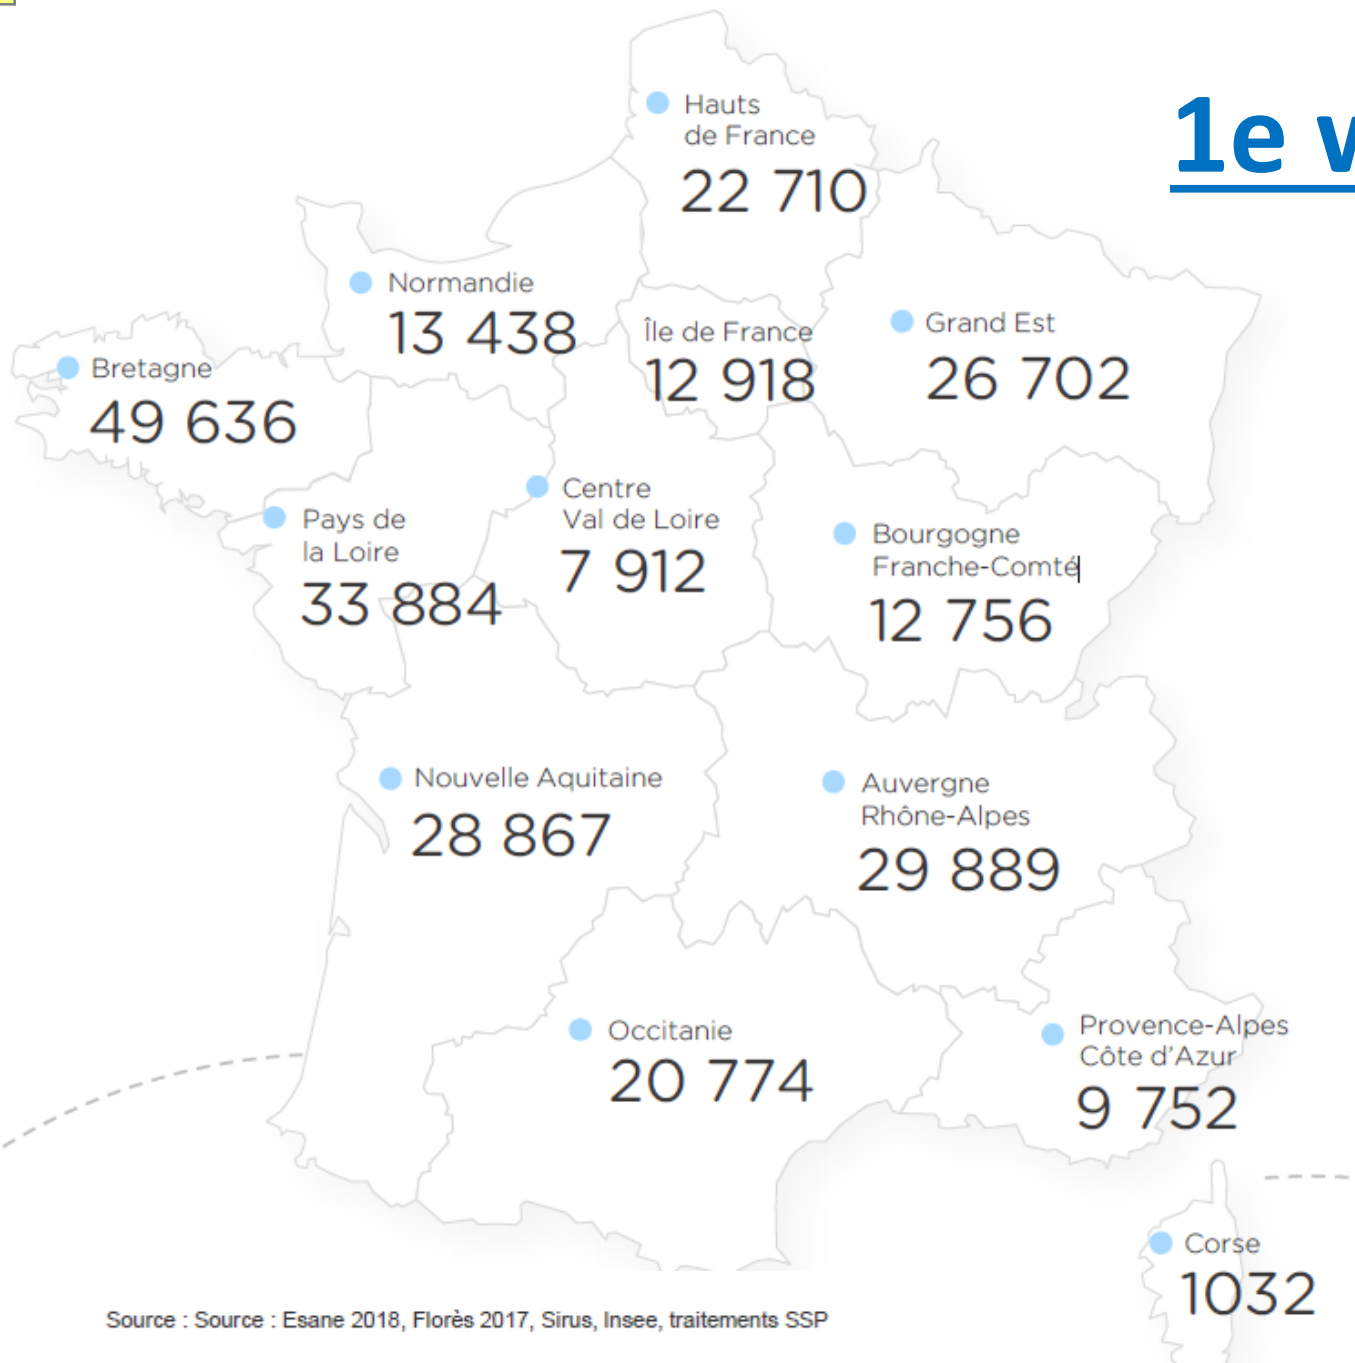 1e
Hauts
de France
22 710
Normandie
13 438
Île de France
12 918
Grand Est
26 702
Bretagne
49 636
Centre
Val de Loire
7 912
Pays de
la Loire
33 884
Bourgogne
Franche-Comté
12 756
Nouvelle Aquitaine
28 867
Auvergne
Rhône-Alpes
29 889
Occitanie
20 774
Provence-Alpes
Côte d'Azur
9 752
Corse
1032
Source : Source : Esane 2018, Florès 2017, Sirus, Insee, traitements SSP